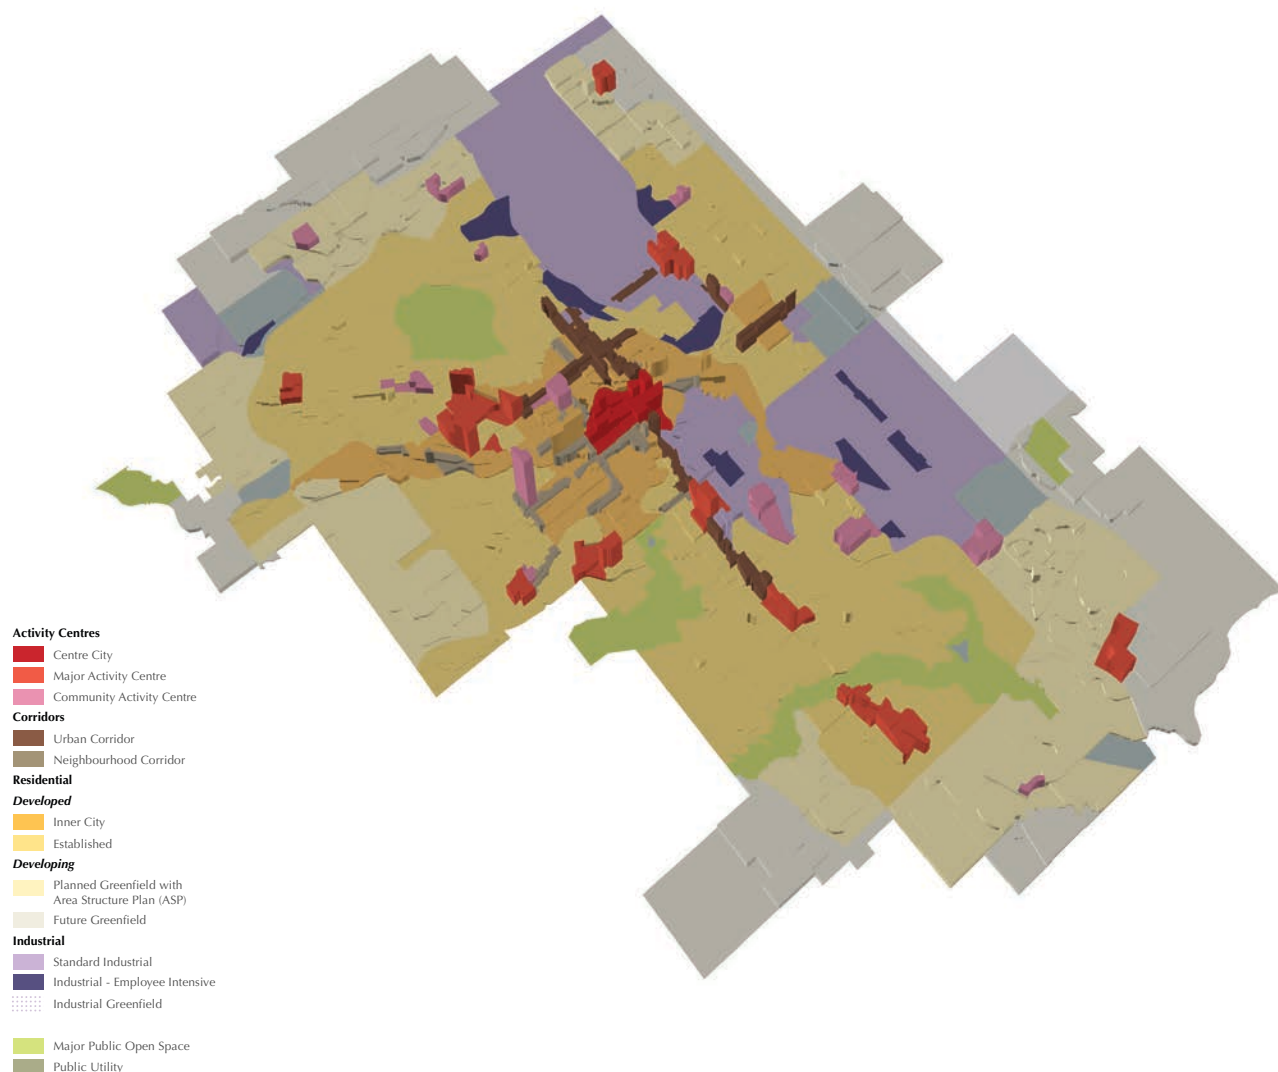 Activity Centres
Centre City
Major Activity Centre
Community Activity Centre
Corridors
Urban Corridor
Neighbourhood Corridor
Residential
Developed
Inner City
Established
Developing
Planned Greenfield with
Area Structure Plan (ASP)
Future Greenfield
Industrial
Standard Industrial
Industrial - Employee Intensive
Industrial Greenfield
Major Public Open Space
Public Utility